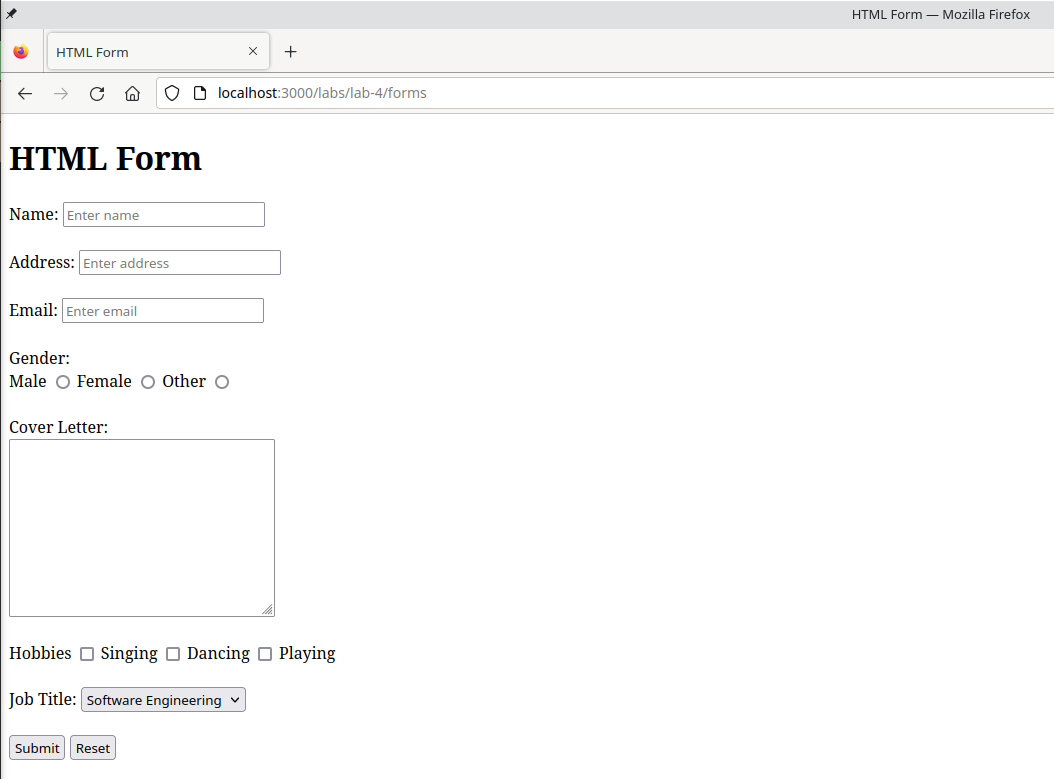 HTML Form — Mozilla Firefox
HTML Form
localhost:3000/labs/lab-4/forms
HTML Form
Name: Enter name
Address: Enter address
Email: Enter email
Gender:
Male Female Other
Cover Letter:
Hobbies Singing Dancing Playing
Job Title: Software Engineering
Submit Reset